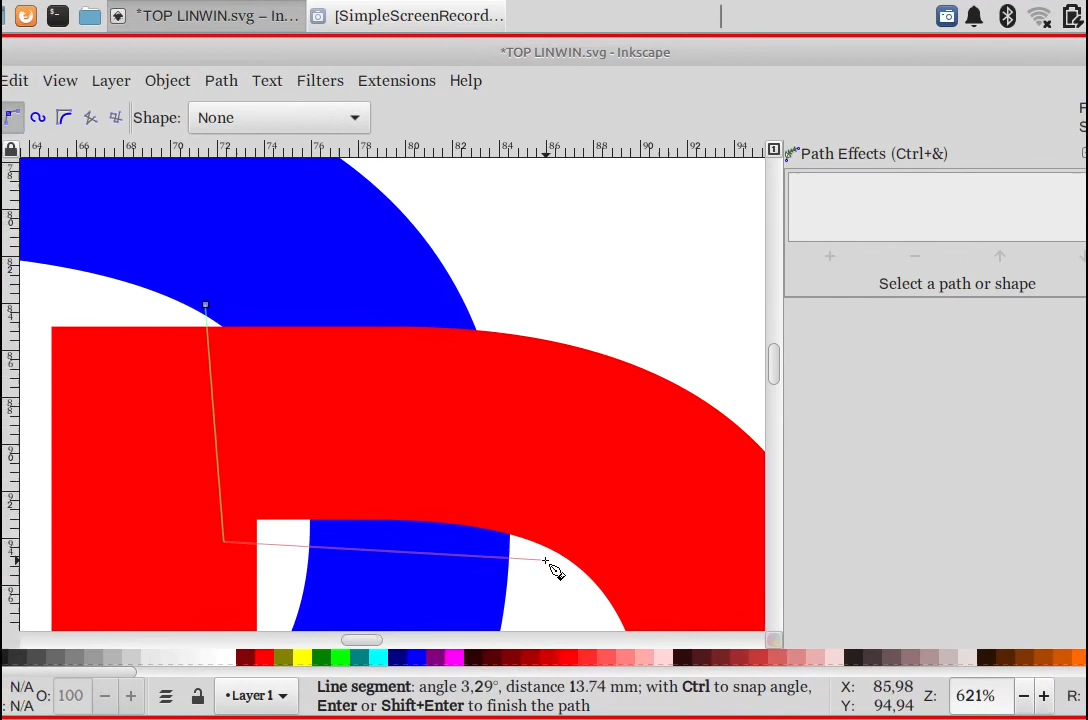 *TOP LINWIN.svg – In...
[SimpleScreenRecord...
*TOP LINWIN.svg - Inkscape
Edit View Layer Object Path Text Filters Extensions Help
Shape: None
64 66 68 70 72 74 76 78 80 82 84 86 88 90 92 94
1
Path Effects (Ctrl+&)
Select a path or shape
N/A
O: 100
: N/A
•Layer 1
Line segment: angle 3,29°, distance 13.74 mm; with Ctrl to snap angle,
Enter or Shift+Enter to finish the path
X: 85,98
Y: 94,94
Z: 621%
R: